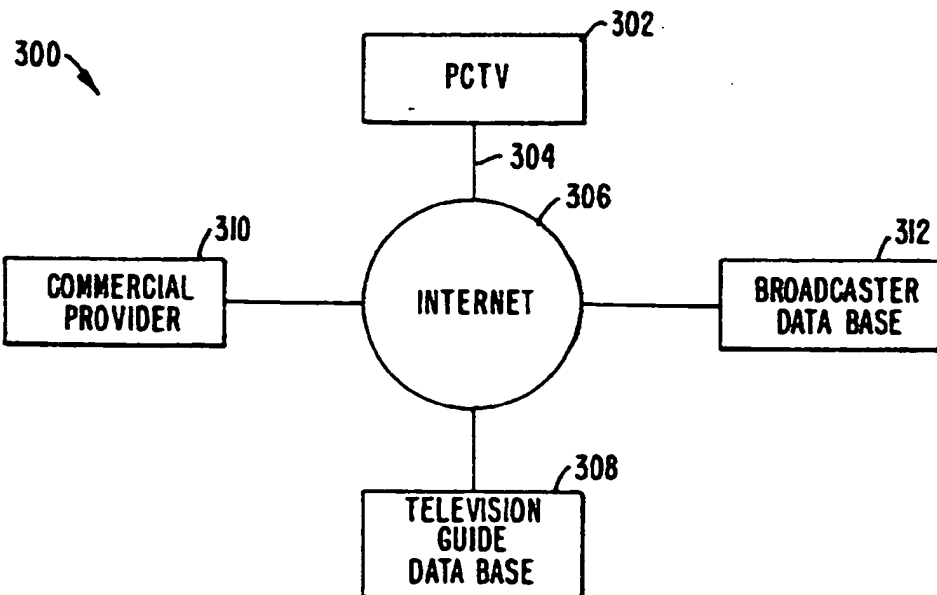 302
300
PCTV
304
306
310
312
COMMERCIAL
PROVIDER
INTERNET
BROADCASTER
DATA BASE
308
TELEVISION
GUIDE
DATA BASE